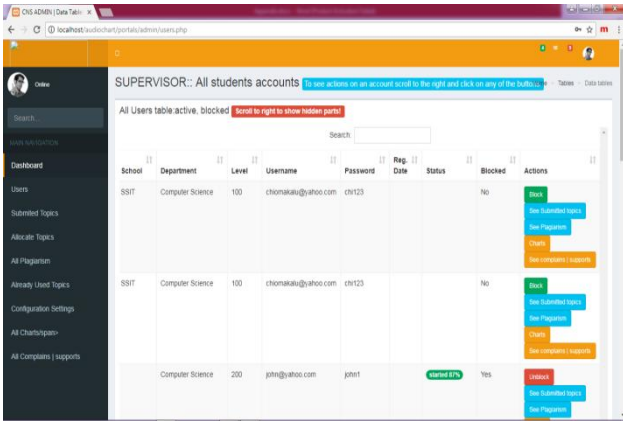 CNS ADMIN | Data Table
localhost/audiochart/portals/admin/users.php
Online
Search...
MAIN NAVIGATION
Dashboard
Users
Submited Topics
Allocate Topics
All Plagiarism
Already Used Topics
Configuration Settings
All Charts/span>
All Complains | supports
SUPERVISOR:: All students accounts To see actions on an account scroll to the right and click on any of the Tables Data tables
All Users table:active, blocked Scroll to right to show hidden parts!
Search:
School Department Level Username Password Reg. Date Status Blocked Actions
SSIT Computer Science 100 chiomakalu@yahoo.com chi123 No Block
See Submitted topics
See Plagiarism
Charts
See complains | supports
SSIT Computer Science 100 chiomakalu@yahoo.com chi123 No Block
See Submitted topics
See Plagiarism
Charts
See complains | supports
Computer Science 200 john@yahoo.com john1 started 87% Yes Unblock
See Submitted topics
See Plagiarism